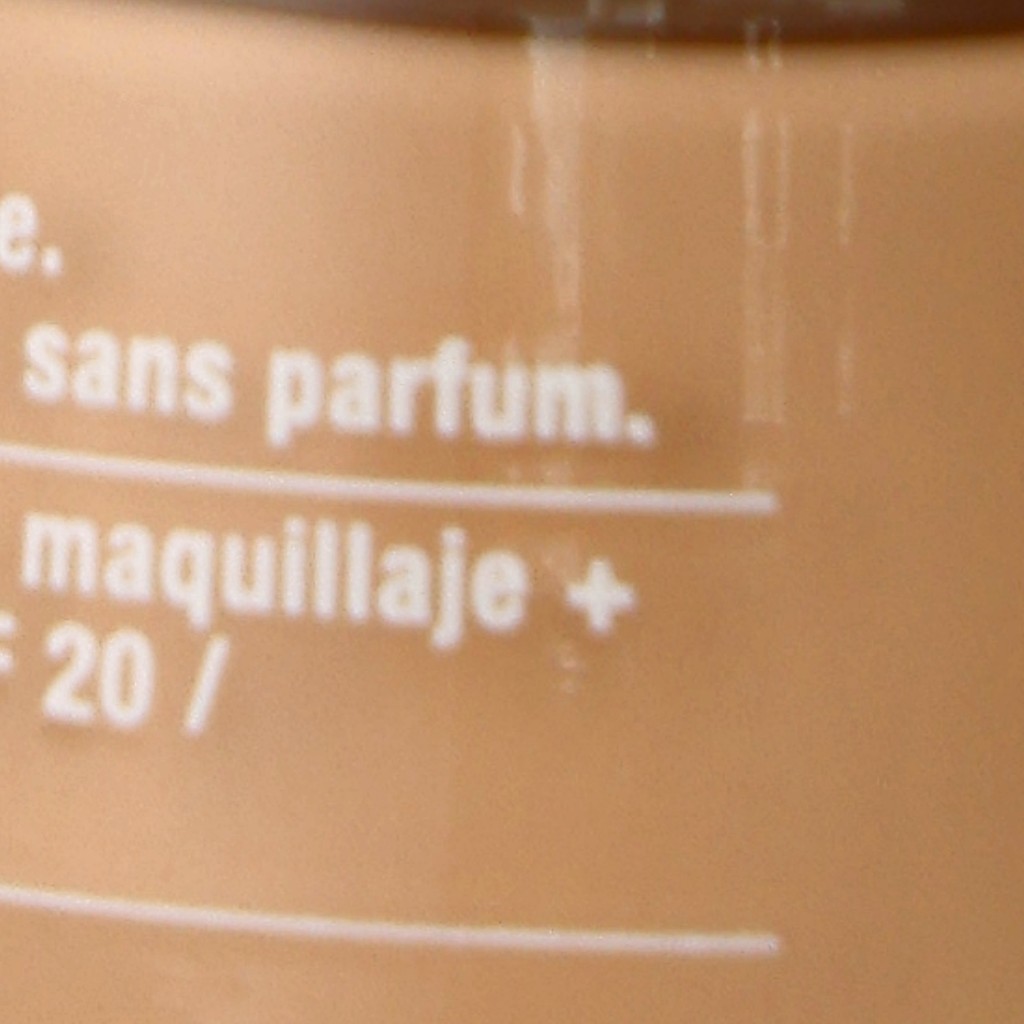 e.
sans parfum.
maquillaje +
20 /